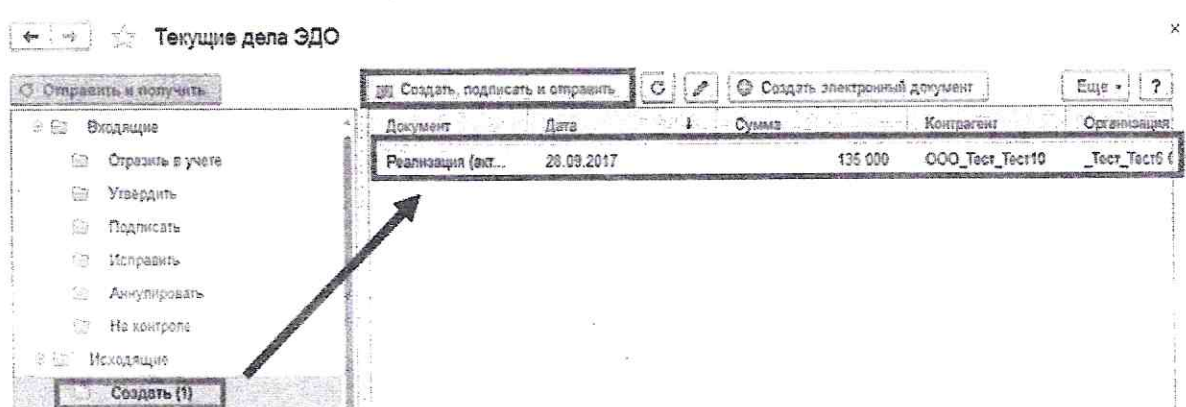 Текущие дела ЭДО
Отправить и получить
Создать, подписать и отправить
Создать электронный документ
Еще
?
Входящие
Отразить в учете
Утвердить
Подписать
Исправить
Аннулировать
На контроле
Исходящие
Создать (1)
Документ Дата Сумма Контрагент Организация
Реализация (акт... 28.09.2017 135 000 ООО_Тест_Тест10 _Тест_Тест6 (